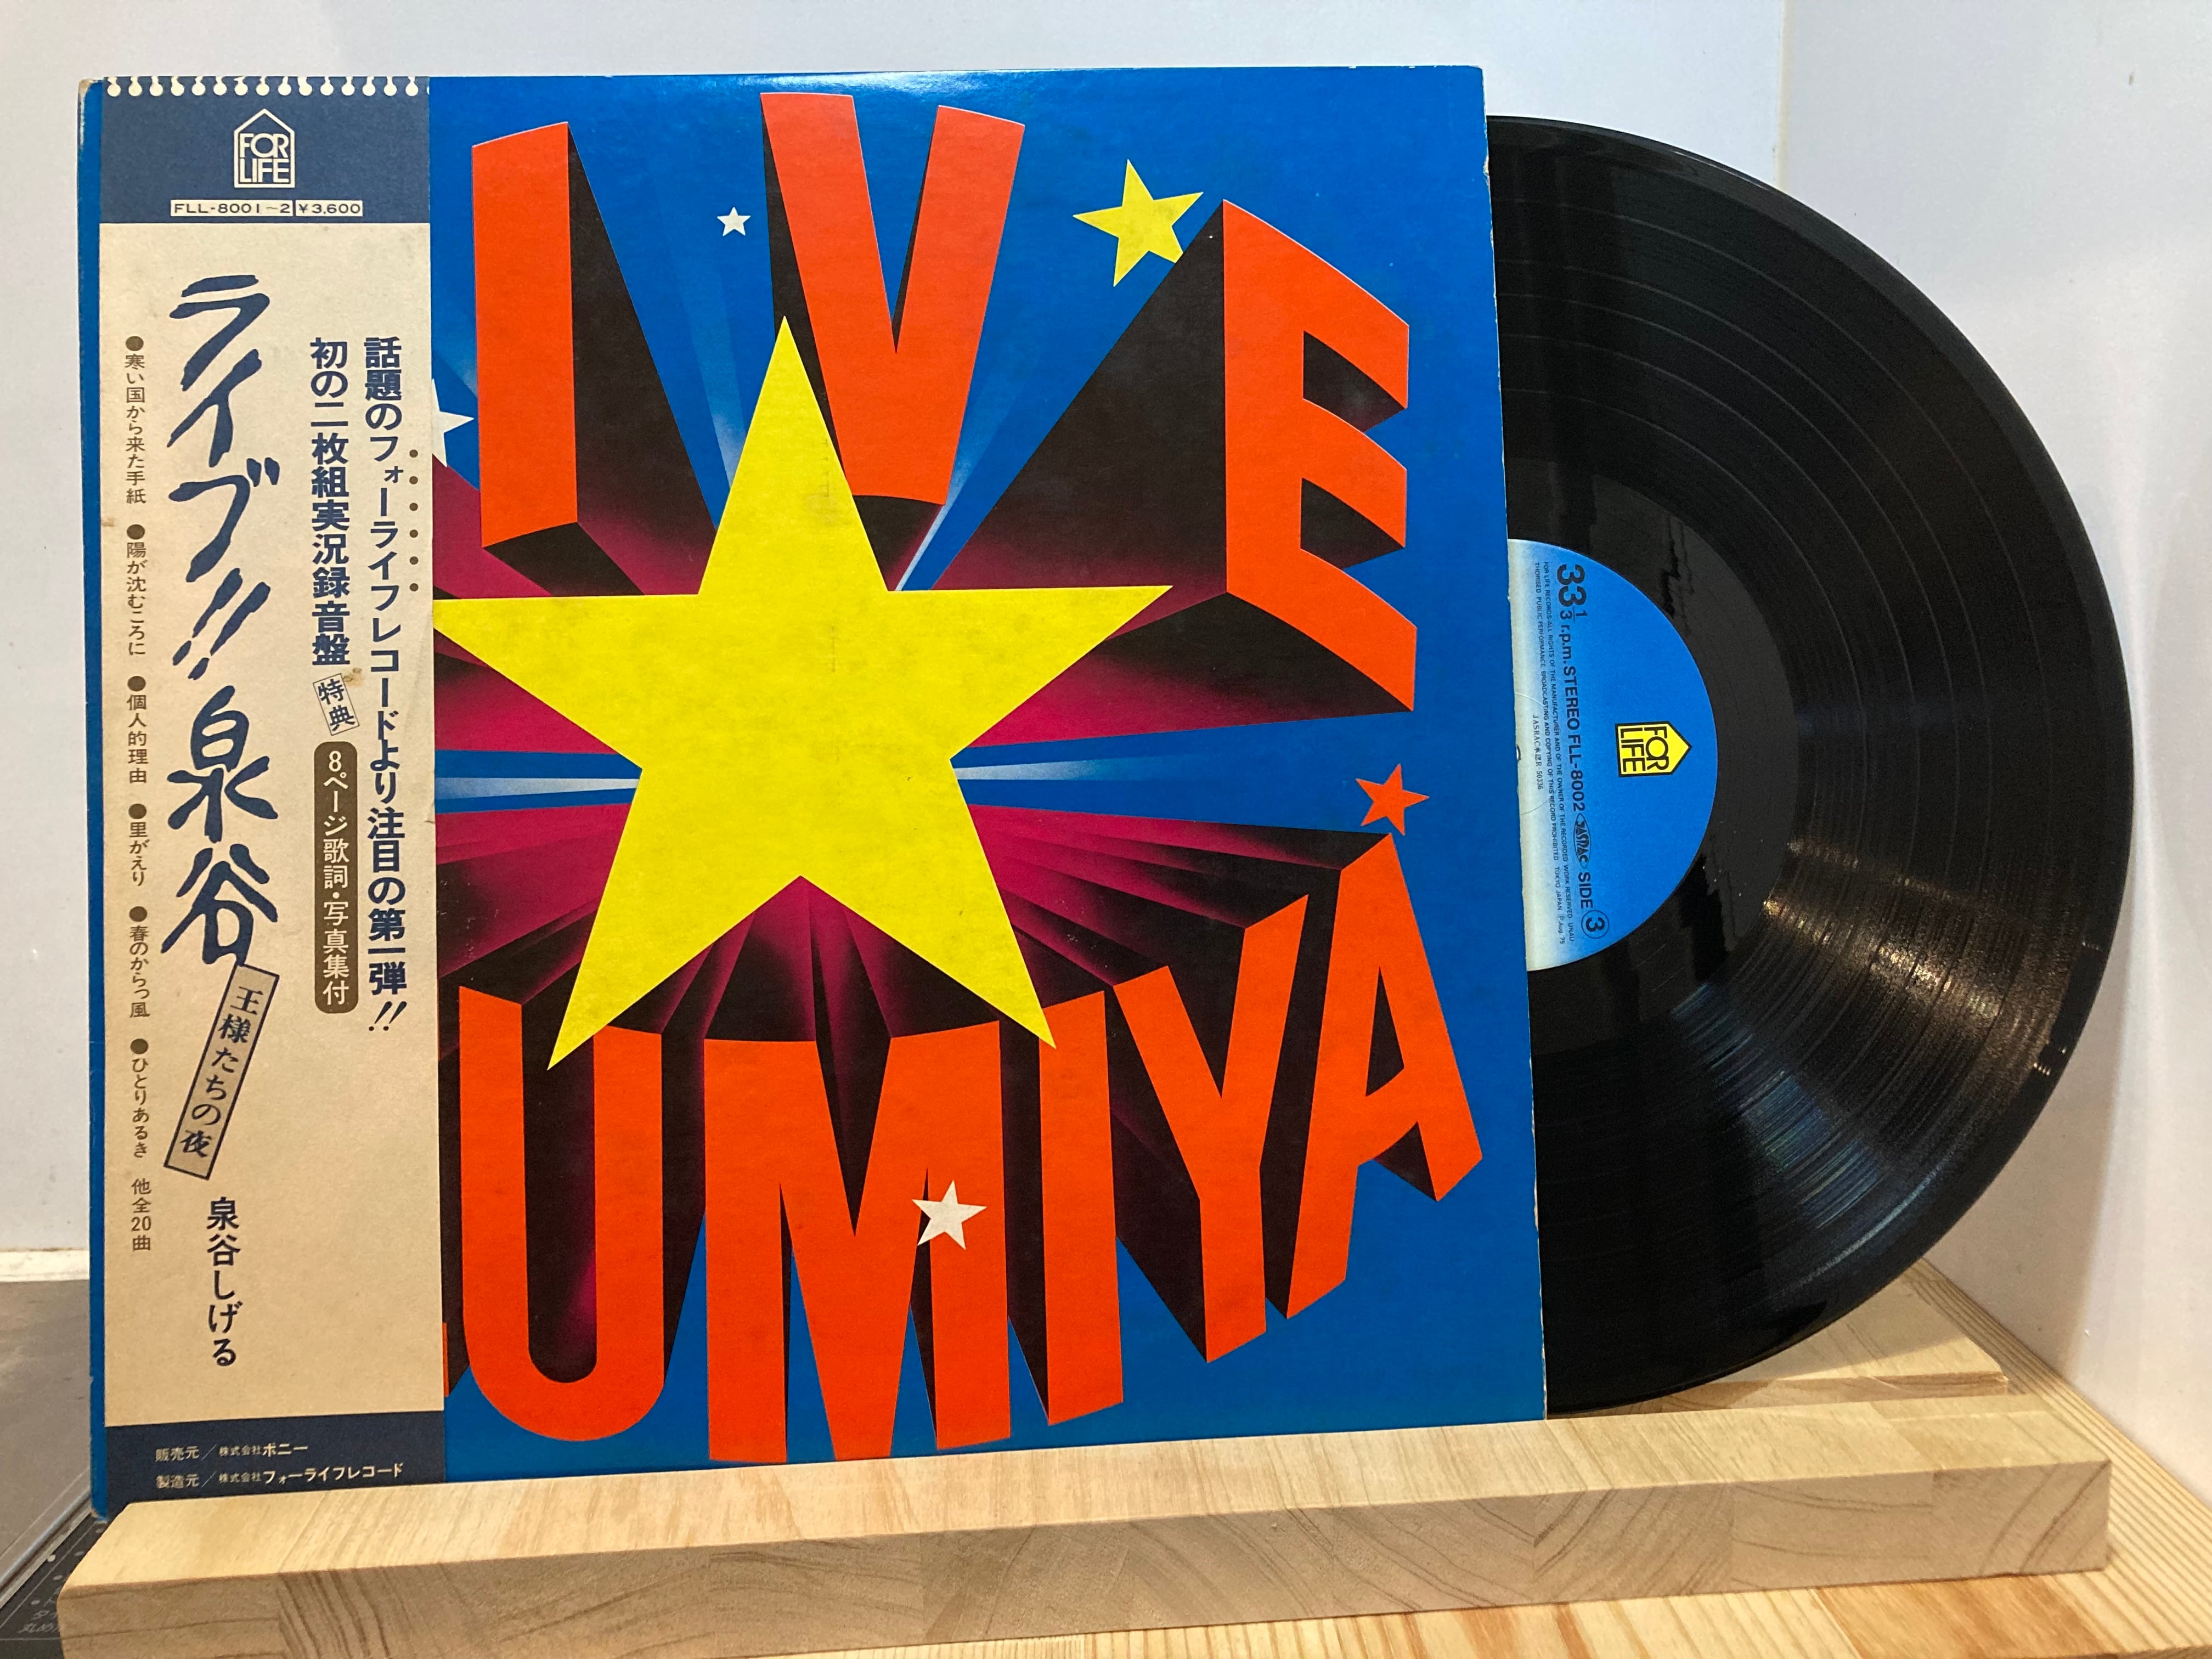 FOR
LIFE
FLL-8001~2 ¥3,600
話題のフォーライフレコードより注目の第一弾!!
初の二枚組実況録音盤
特典
8ページ歌詞・写真集付
ライブ!!泉谷
王様たちの夜
泉谷しげる
●寒い国から来た手紙 ●陽が沈むころに ●個人的理由 ●里がえり ●春のからっ風 ●ひとりあるき 他全20曲
販売元/株式会社ポニー
製造元/株式会社フォーライフレコード
IVE
UMIYA
FOR
LIFE
33 1/3 r.p.m. STEREO FLL-8002 JASRAC SIDE 3